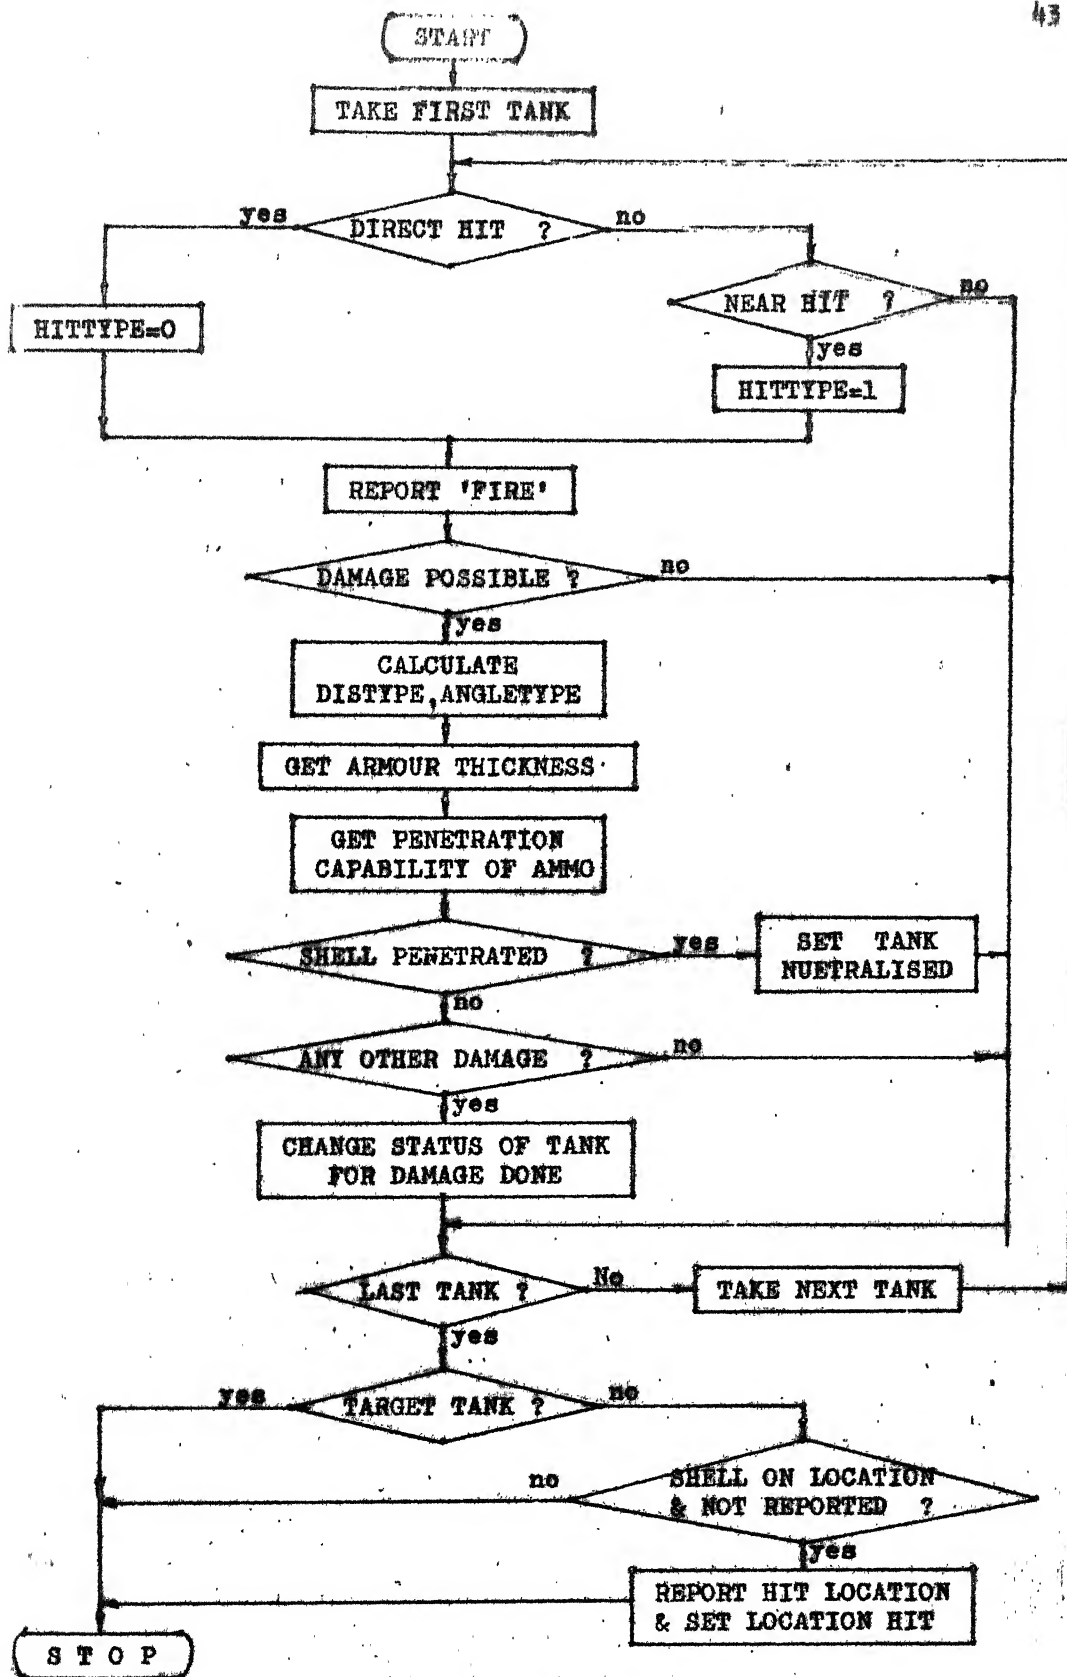 43
START
TAKE FIRST TANK
yes
DIRECT HIT ?
no
NEAR HIT ?
no
HITTYPE=0
yes
HITTYPE=1
REPORT 'FIRE'
DAMAGE POSSIBLE ?
no
yes
CALCULATE
DISTYPE,ANGLETYPE
GET ARMOUR THICKNESS
GET PENETRATION
CAPABILITY OF AMMO
SHELL PENETRATED ?
yes
SET TANK
NUETRALISED
no
ANY OTHER DAMAGE ?
no
yes
CHANGE STATUS OF TANK
FOR DAMAGE DONE
LAST TANK ?
No
TAKE NEXT TANK
yes
yes
TARGET TANK ?
no
no
SHELL ON LOCATION
& NOT REPORTED ?
yes
REPORT HIT LOCATION
& SET LOCATION HIT
S T O P